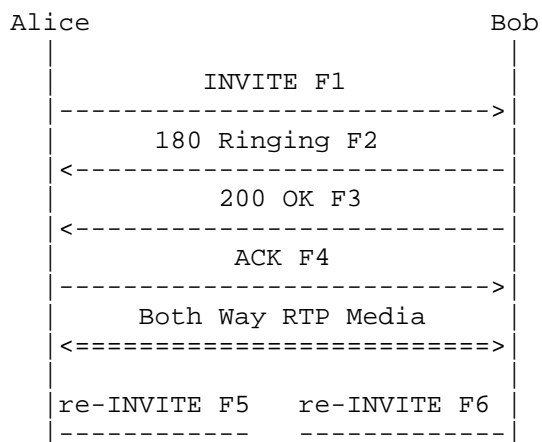 Alice Bob
INVITE F1
180 Ringing F2
200 OK F3
ACK F4
Both Way RTP Media
re-INVITE F5 re-INVITE F6